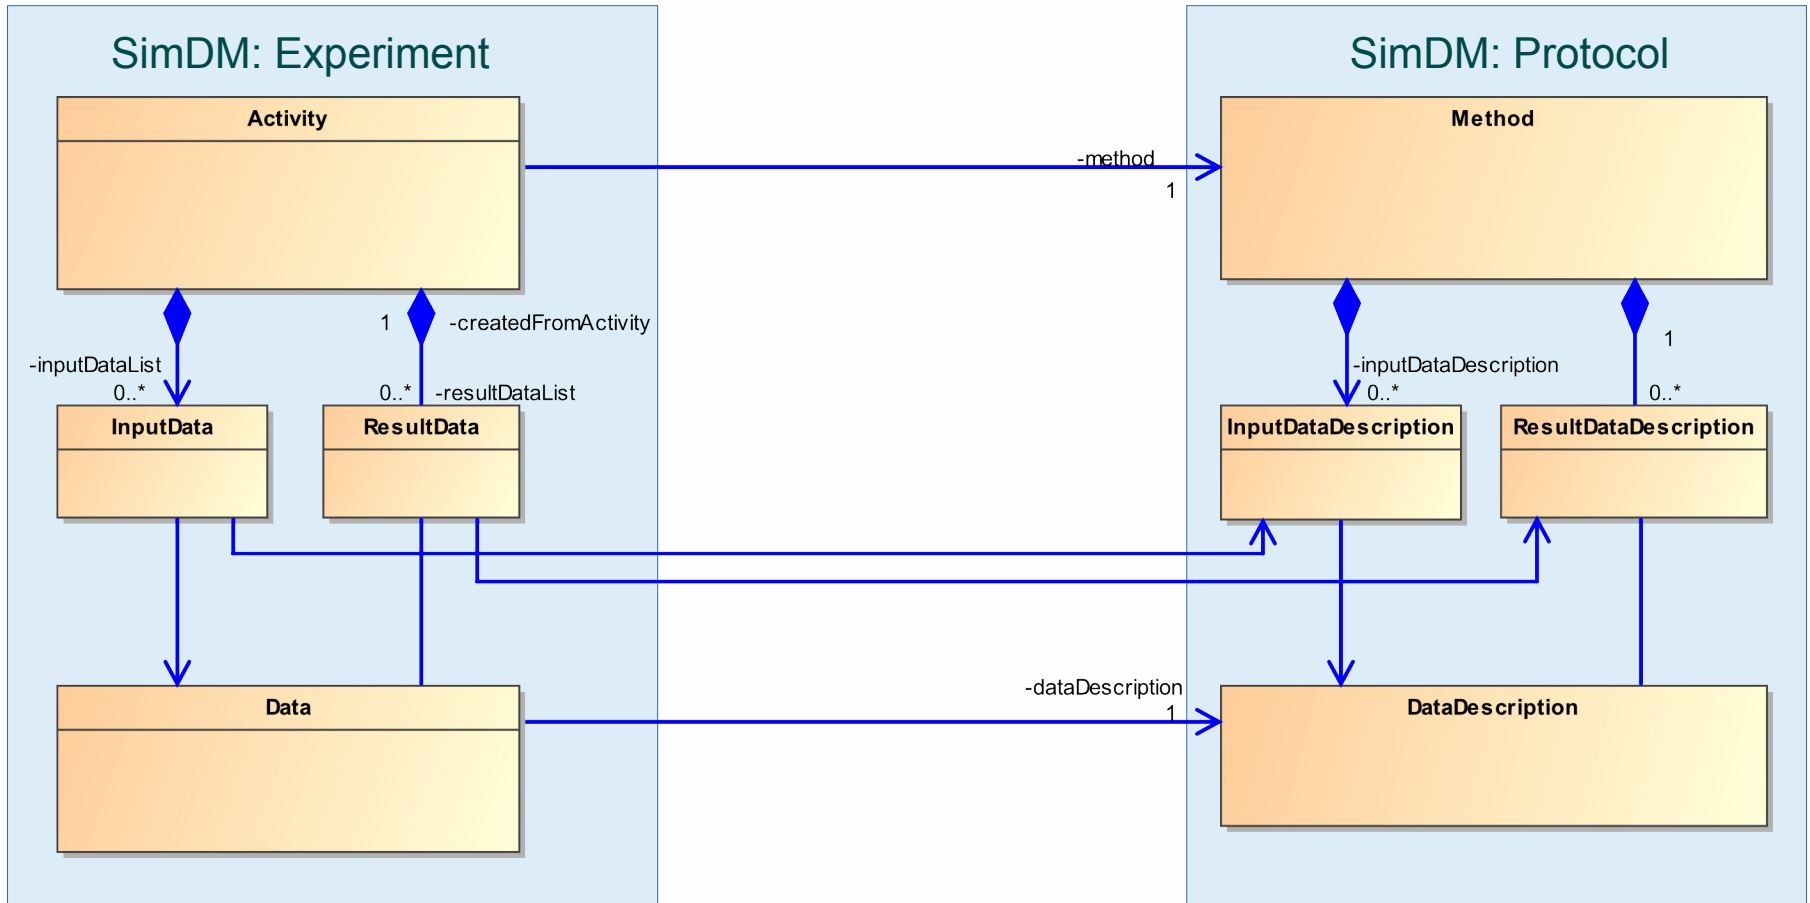 SimDM: Experiment
SimDM: Protocol
Activity
Method
-method
1
1
-createdFromActivity
-inputDataList
0..*
0..*
-resultDataList
1
-inputDataDescription
0..*
0..*
InputData
ResultData
InputDataDescription
ResultDataDescription
-dataDescription
1
Data
DataDescription